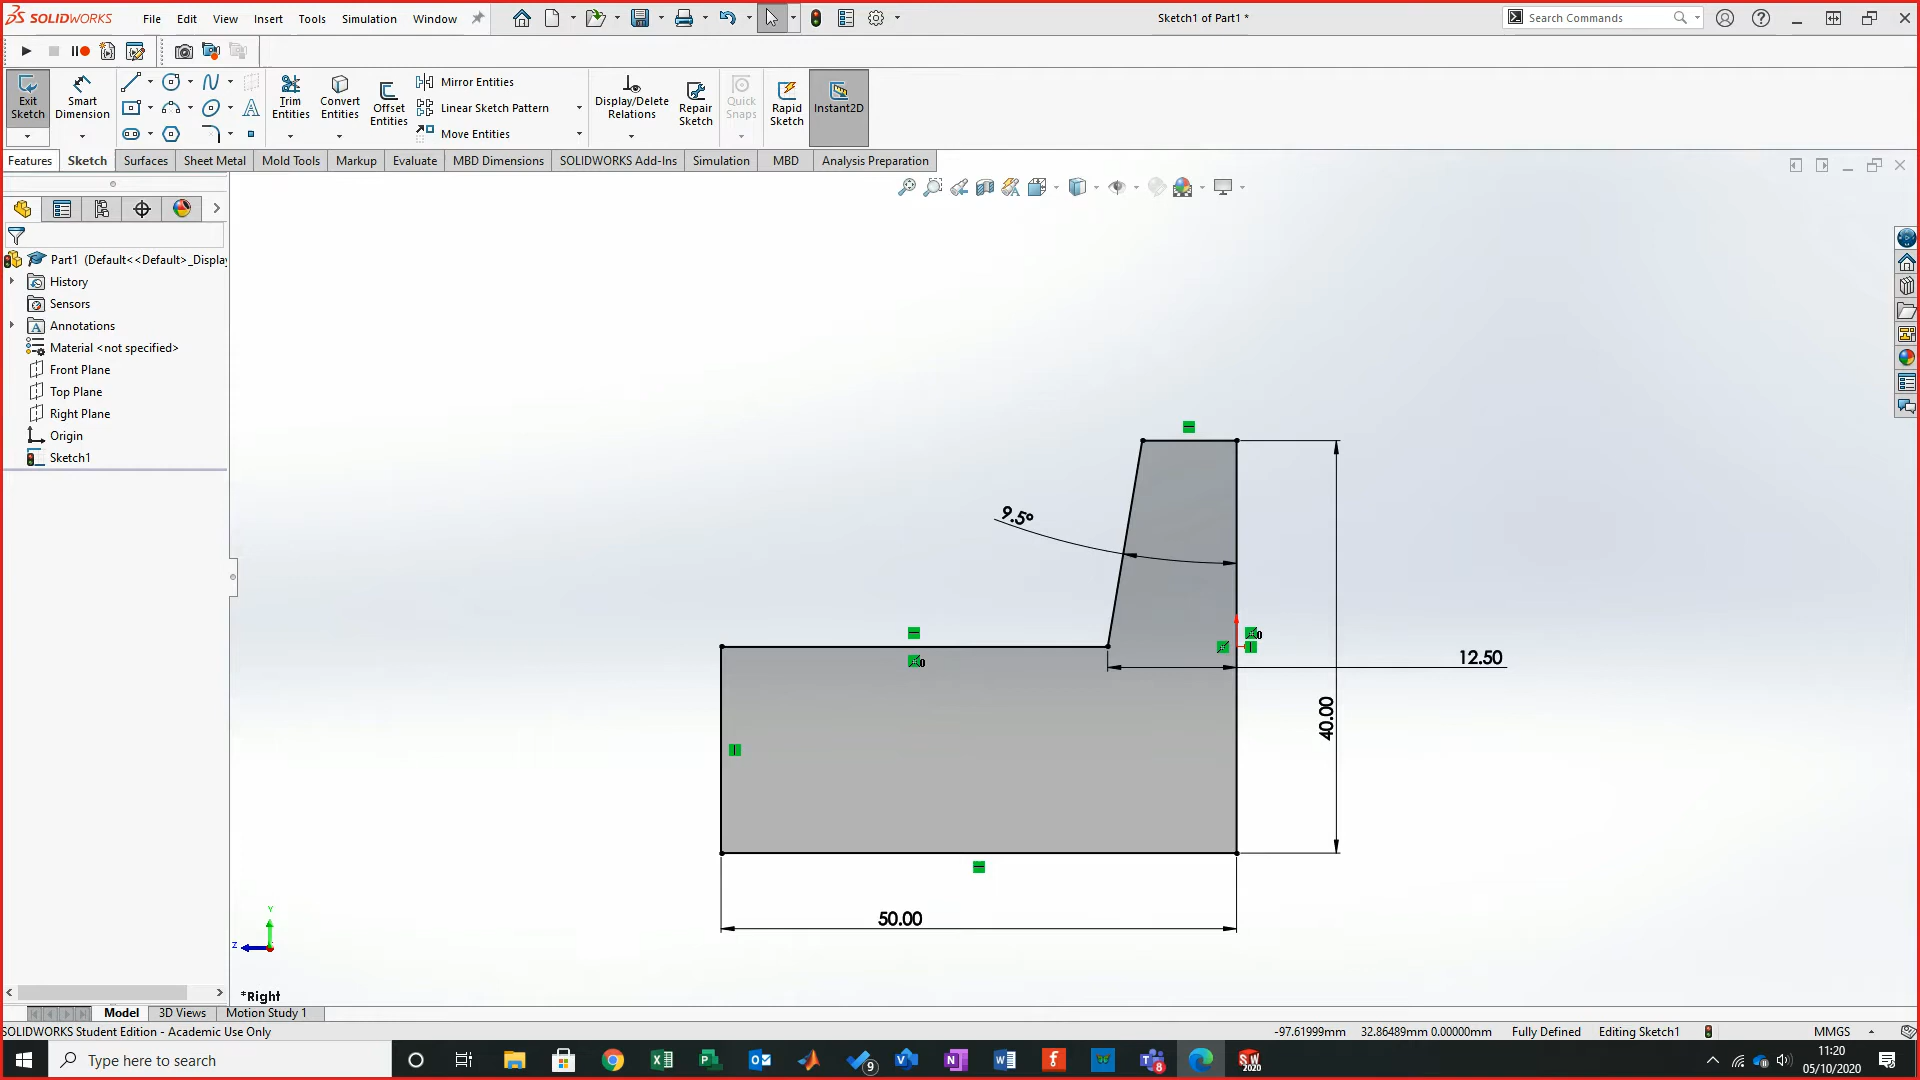 SOLIDWORKS File Edit View Insert Tools Simulation Window Sketch1 of Part1 * Search Commands
Exit Sketch
Smart Dimension
Trim Entities
Convert Entities
Offset Entities
Mirror Entities
Linear Sketch Pattern
Move Entities
Display/Delete Relations
Repair Sketch
Quick Snaps
Rapid Sketch
Instant2D
Features Sketch Surfaces Sheet Metal Mold Tools Markup Evaluate MBD Dimensions SOLIDWORKS Add-Ins Simulation MBD Analysis Preparation
Part1 (Default<<Default>_Display
History
Sensors
Annotations
Material <not specified>
Front Plane
Top Plane
Right Plane
Origin
Sketch1
9.5°
0
0
12.50
40.00
50.00
Y
Z
*Right
Model 3D Views Motion Study 1
SOLIDWORKS Student Edition - Academic Use Only -97.61999mm 32.86489mm 0.00000mm Fully Defined Editing Sketch1 MMGS
Type here to search
9
8
SW 2020
11:20
05/10/2020